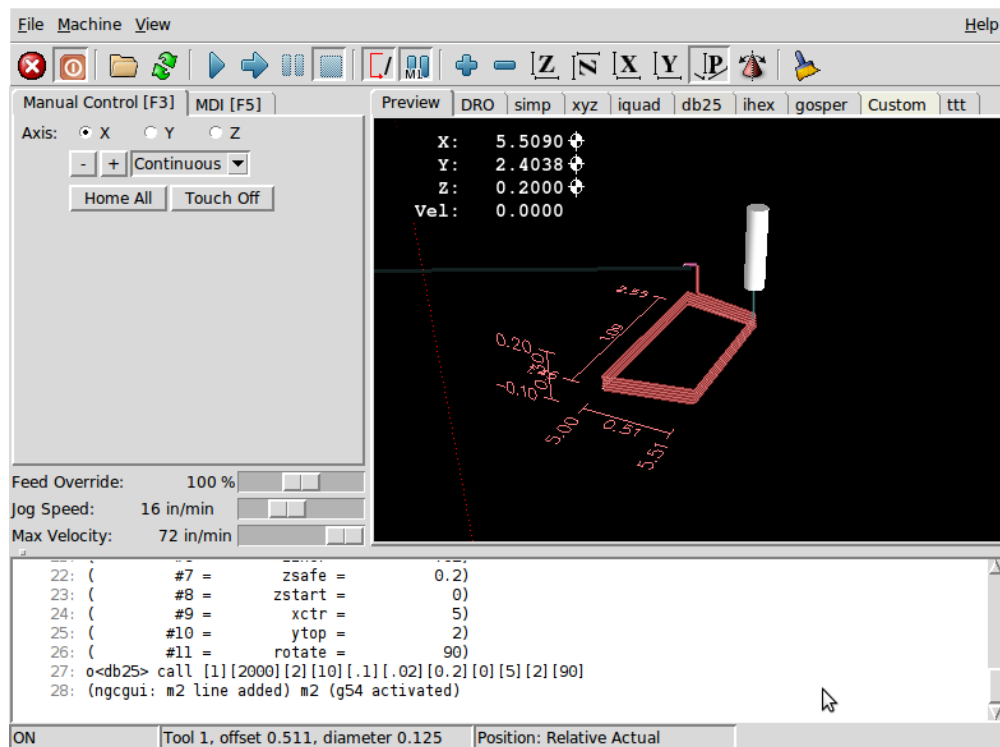 File Machine View Help
M1 Z N X Y P
Manual Control [F3] MDI [F5]
Preview DRO simp xyz iquad db25 ihex gosper Custom ttt
Axis: X Y Z
- + Continuous
Home All Touch Off
X: 5.5090
Y: 2.4038
Z: 0.2000
Vel: 0.0000
2.55
1.09
0.20
-0.10
5.00 0.51 5.51
Feed Override: 100 %
Jog Speed: 16 in/min
Max Velocity: 72 in/min
22: ( #7 = zsafe = 0.2)
23: ( #8 = zstart = 0)
24: ( #9 = xctr = 5)
25: ( #10 = ytop = 2)
26: ( #11 = rotate = 90)
27: o<db25> call [1][2000][2][10][.1][.02][0.2][0][5][2][90]
28: (ngcgui: m2 line added) m2 (g54 activated)
ON Tool 1, offset 0.511, diameter 0.125 Position: Relative Actual